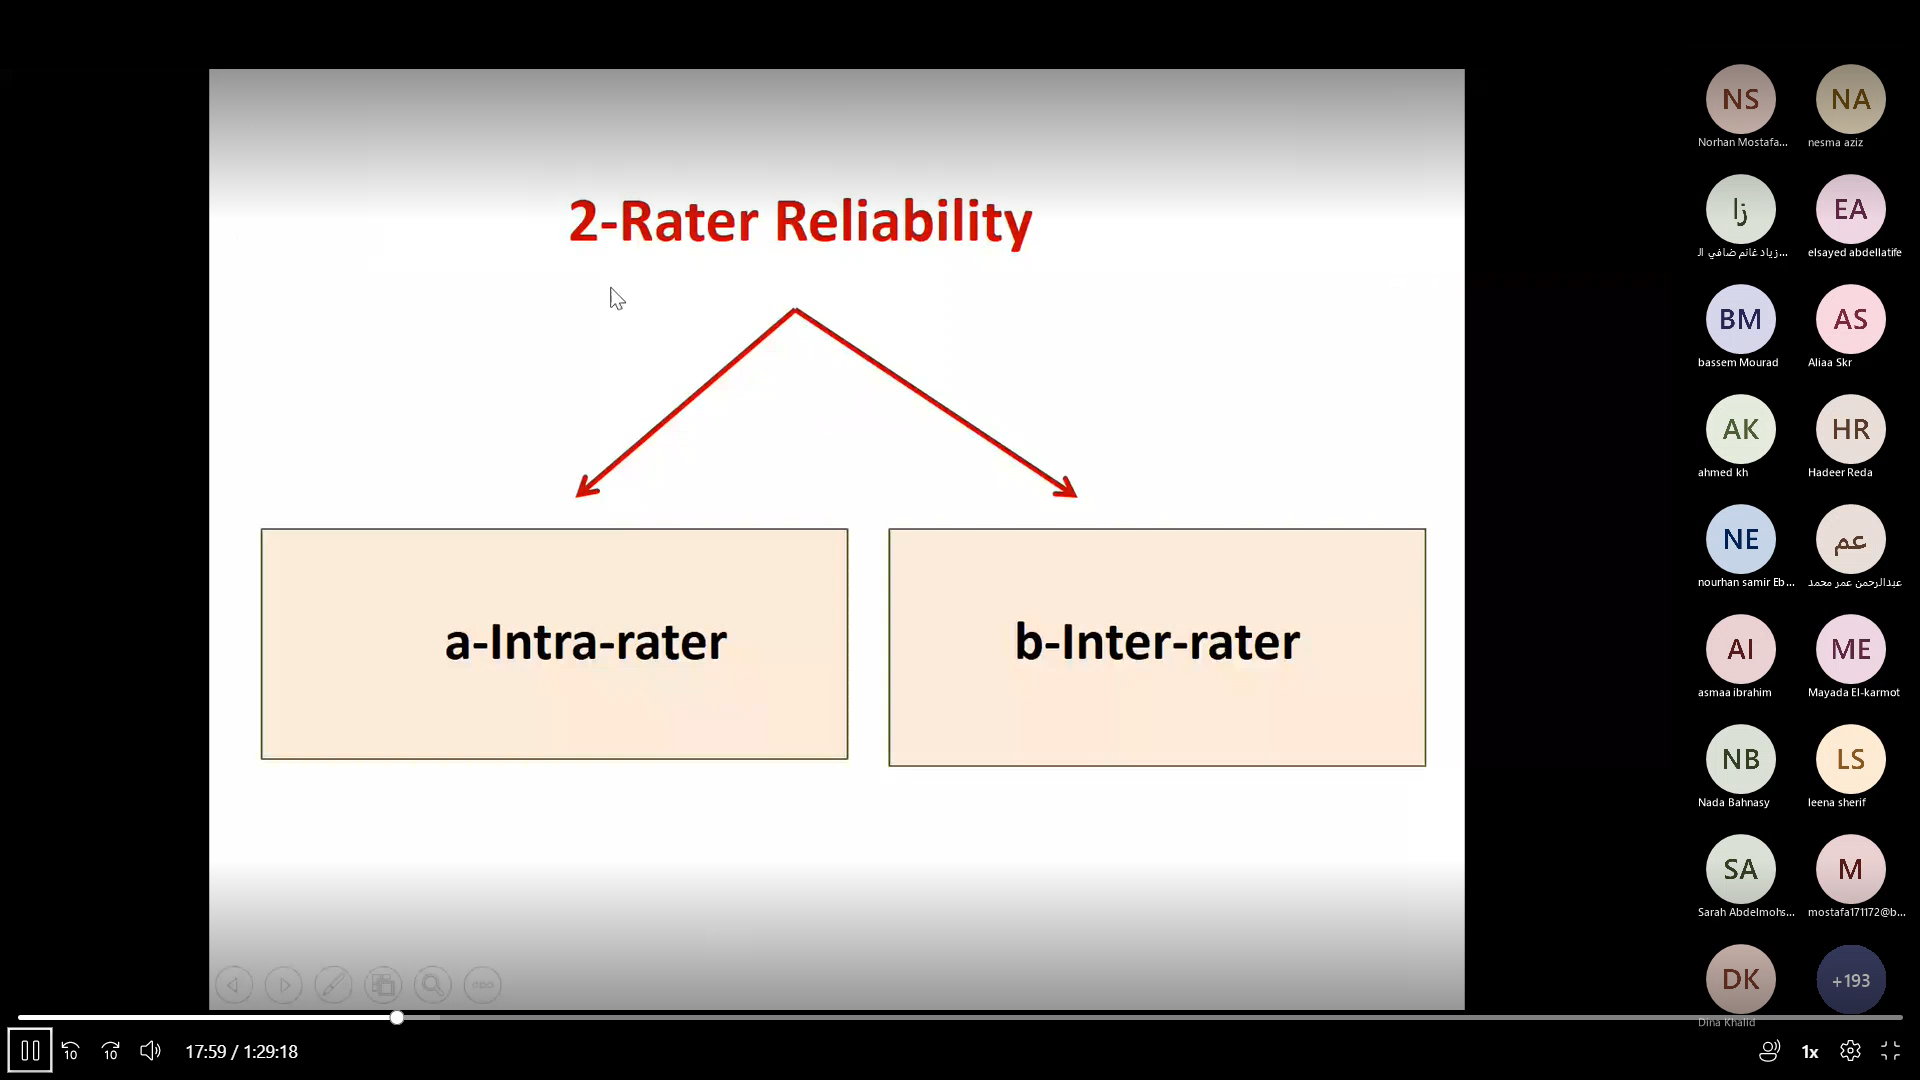 2-Rater Reliability
a-Intra-rater
b-Inter-rater
NS
Norhan Mostafa...
NA
nesma aziz
زا
زياد غانم ضافي ال...
EA
elsayed abdellatife
BM
bassem Mourad
AS
Aliaa Skr
AK
ahmed kh
HR
Hadeer Reda
NE
nourhan samir Eb...
عم
عبدالرحمن عمر محمد
AI
asmaa ibrahim
ME
Mayada El-karmot
NB
Nada Bahnasy
LS
leena sherif
SA
Sarah Abdelmohs...
M
mostafa171172@b...
DK
Dina Khalid
+193
10
10
17:59 / 1:29:18
1x